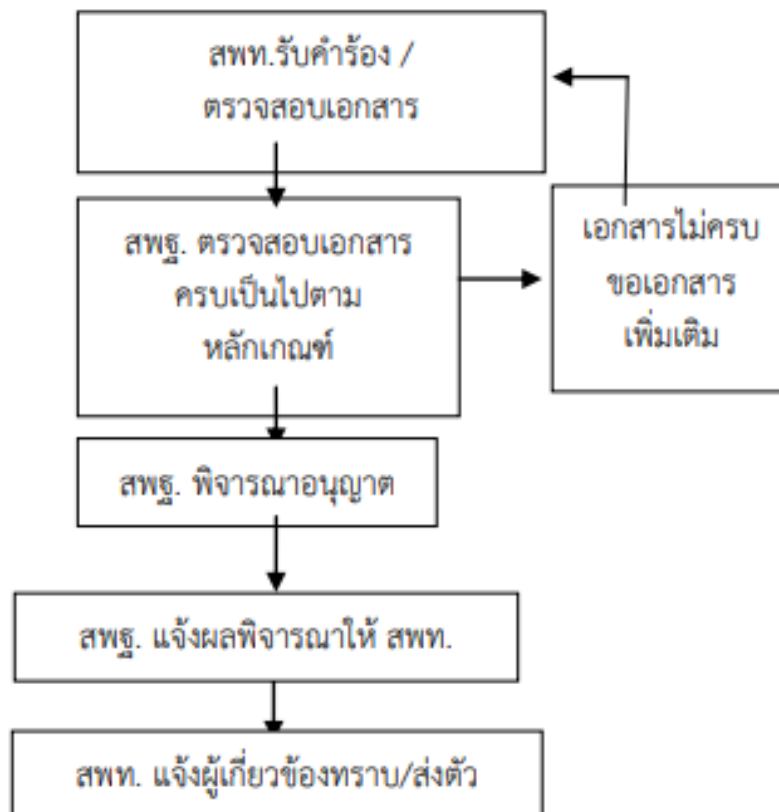 สพท.รับคำร้อง /
ตรวจสอบเอกสาร
สพฐ. ตรวจสอบเอกสาร
ครบเป็นไปตาม
หลักเกณฑ์
เอกสารไม่ครบ
ขอเอกสาร
เพิ่มเติม
สพฐ. พิจารณาอนุญาต
สพฐ. แจ้งผลพิจารณาให้ สพท.
สพท. แจ้งผู้เกี่ยวข้องทราบ/ส่งตัว